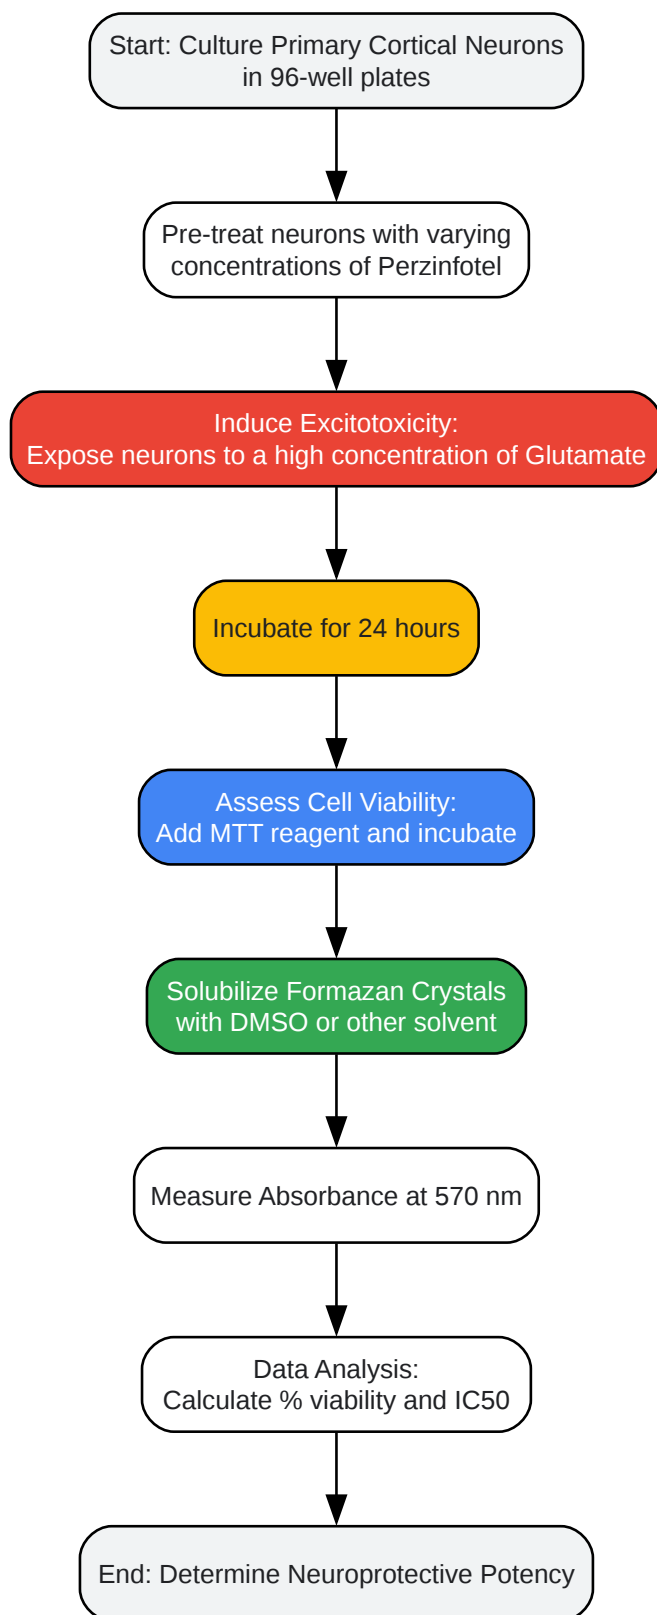 Start: Culture Primary Cortical Neurons
in 96-well plates
Pre-treat neurons with varying
concentrations of Perzinfotel
Induce Excitotoxicity:
Expose neurons to a high concentration of Glutamate
Incubate for 24 hours
Assess Cell Viability:
Add MTT reagent and incubate
Solubilize Formazan Crystals
with DMSO or other solvent
Measure Absorbance at 570 nm
Data Analysis:
Calculate % viability and IC50
End: Determine Neuroprotective Potency